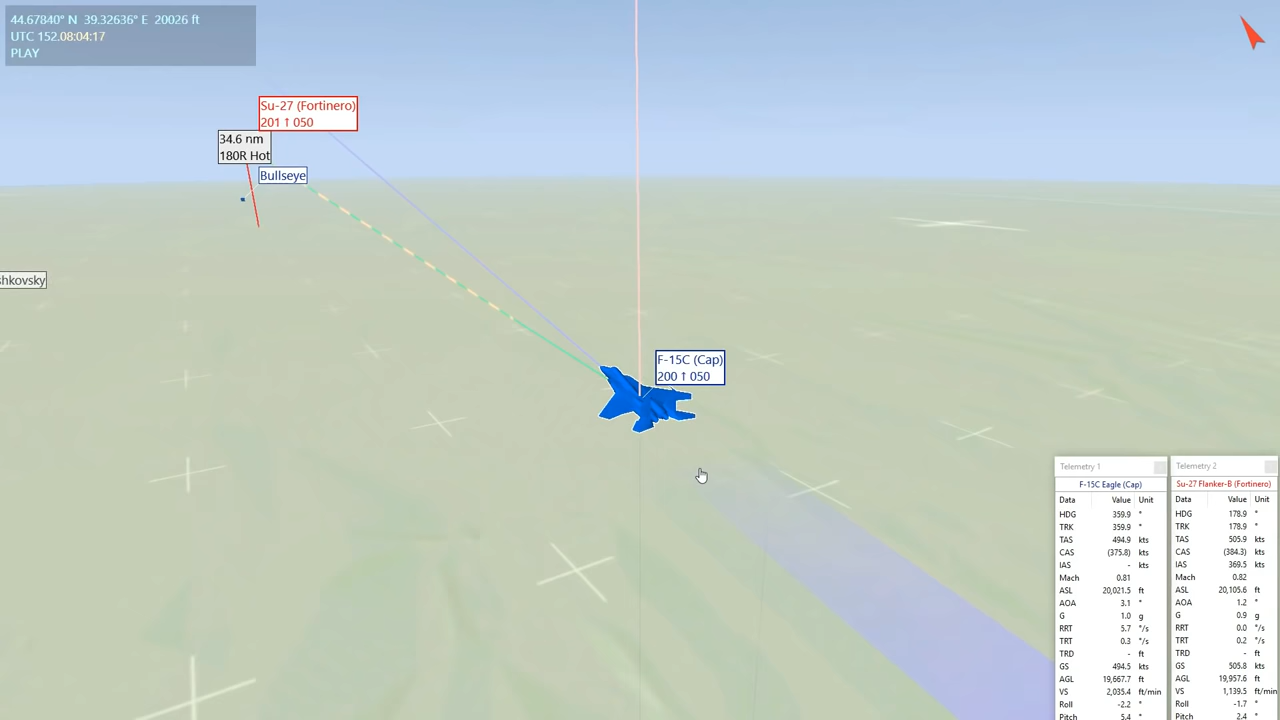 44.67840° N  39.32636° E  20026 ft
UTC 152.08:04:17
PLAY
Su-27 (Fortinero)
201 ↑ 050
34.6 nm
180R Hot
Bullseye
shkovsky
F-15C (Cap)
200 ↑ 050
Telemetry 1
F-15C Eagle (Cap)
Data Value Unit
HDG 359.9 °
TRK 359.9 °
TAS 494.9 kts
CAS (375.8) kts
IAS - kts
Mach 0.81
ASL 20,021.5 ft
AOA 3.1 °
G 1.0 g
RRT 5.7 °/s
TRT 0.3 °/s
TRD - ft
GS 494.5 kts
AGL 19,667.7 ft
VS 2,035.4 ft/min
Roll -2.2 °
Pitch 5.4 °
Telemetry 2
Su-27 Flanker-B (Fortinero)
Data Value Unit
HDG 178.9 °
TRK 178.9 °
TAS 505.9 kts
CAS (384.3) kts
IAS 369.5 kts
Mach 0.82
ASL 20,105.6 ft
AOA 1.2 °
G 0.9 g
RRT 0.0 °/s
TRT 0.2 °/s
TRD - ft
GS 505.8 kts
AGL 19,957.6 ft
VS 1,139.5 ft/min
Roll -1.7 °
Pitch 2.4 °